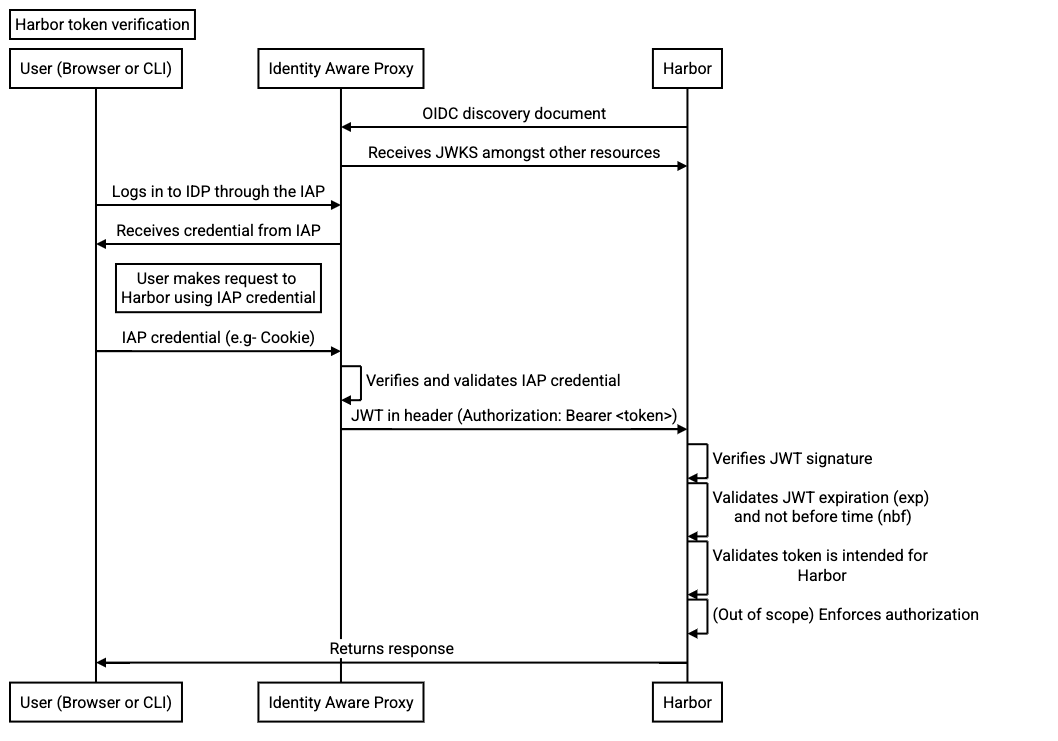 Harbor token verification
User (Browser or CLI)
Identity Aware Proxy
Harbor
OIDC discovery document
Receives JWKS amongst other resources
Logs in to IDP through the IAP
Receives credential from IAP
User makes request to
Harbor using IAP credential
IAP credential (e.g- Cookie)
Verifies and validates IAP credential
JWT in header (Authorization: Bearer <token>)
Verifies JWT signature
Validates JWT expiration (exp)
and not before time (nbf)
Validates token is intended for
Harbor
(Out of scope) Enforces authorization
Returns response
User (Browser or CLI)
Identity Aware Proxy
Harbor